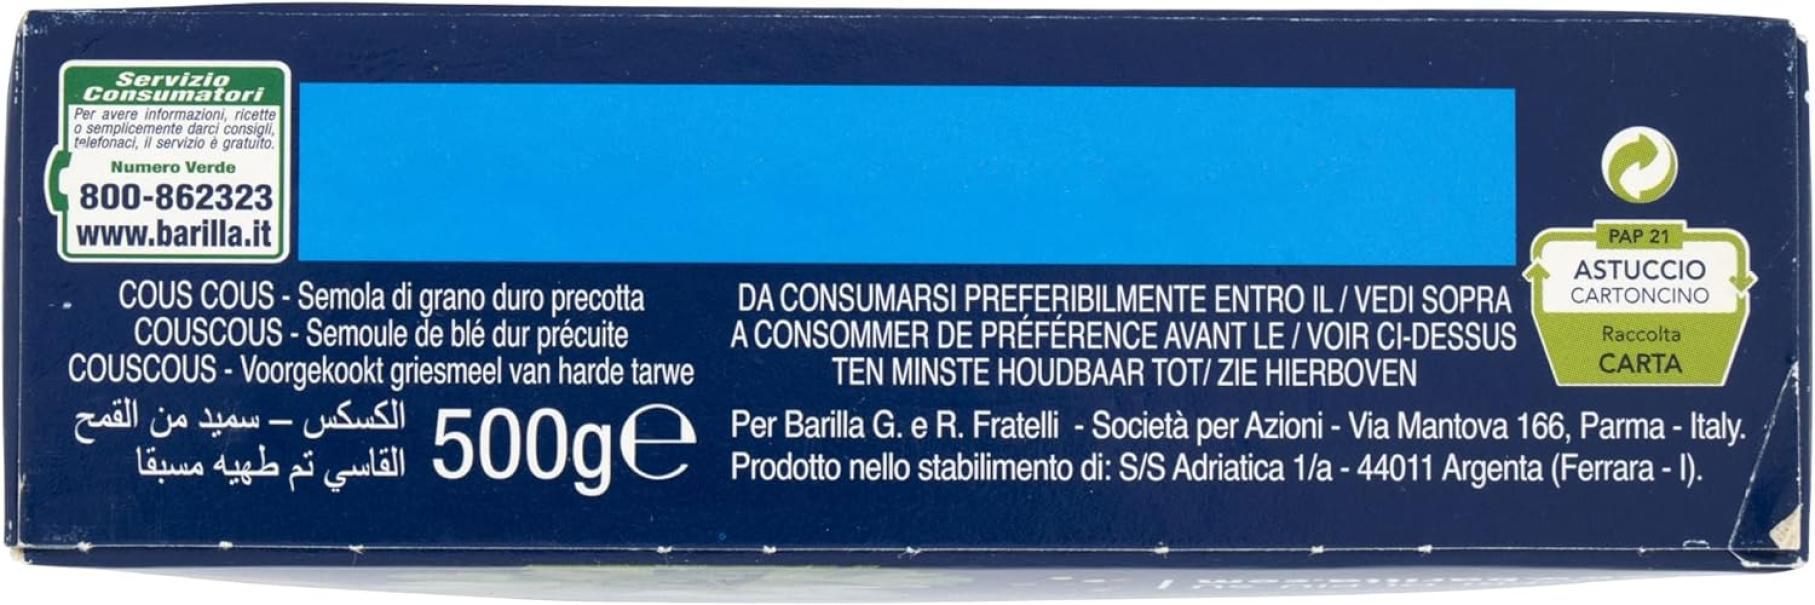 Servizio
Consumatori
Per avere informazioni, ricette
o semplicemente darci consigli,
telefonaci, il servizio è gratuito.
Numero Verde
800-862323
www.barilla.it
COUS COUS - Semola di grano duro precotta
COUSCOUS - Semoule de blé dur précuite
COUSCOUS - Voorgekookt griesmeel van harde tarwe
الكسكس – سميد من القمح
القاسي تم طهيه مسبقا
500g℮
DA CONSUMARSI PREFERIBILMENTE ENTRO IL / VEDI SOPRA
A CONSOMMER DE PRÉFÉRENCE AVANT LE / VOIR CI-DESSUS
TEN MINSTE HOUDBAAR TOT/ ZIE HIERBOVEN
Per Barilla G. e R. Fratelli - Società per Azioni - Via Mantova 166, Parma - Italy.
Prodotto nello stabilimento di: S/S Adriatica 1/a - 44011 Argenta (Ferrara - I).
PAP 21
ASTUCCIO
CARTONCINO
Raccolta
CARTA